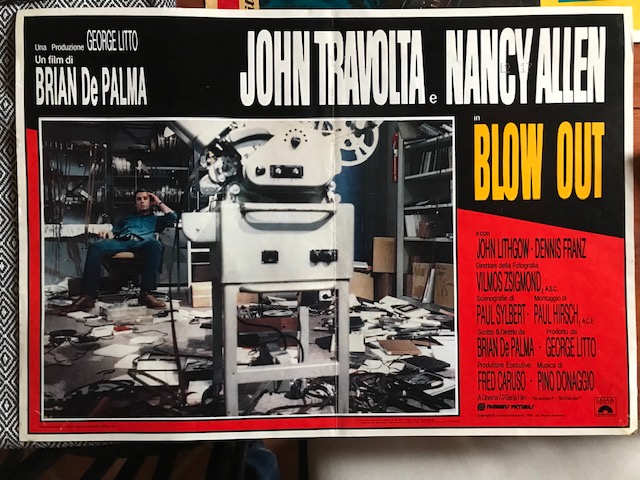 Una Produzione GEORGE LITTO
Un film di
BRIAN De PALMA
JOHN TRAVOLTA e NANCY ALLEN
in
BLOW OUT
e con
JOHN LITHGOW - DENNIS FRANZ
Direttore della Fotografia
VILMOS ZSIGMOND, A.S.C.
Scenografie di Montaggio di
PAUL SYLBERT · PAUL HIRSCH, A.C.E.
Scritto & Diretto da Prodotto da
BRIAN De PALMA · GEORGE LITTO
Produttore Esecutivo Musica di
FRED CARUSO · PINO DONAGGIO